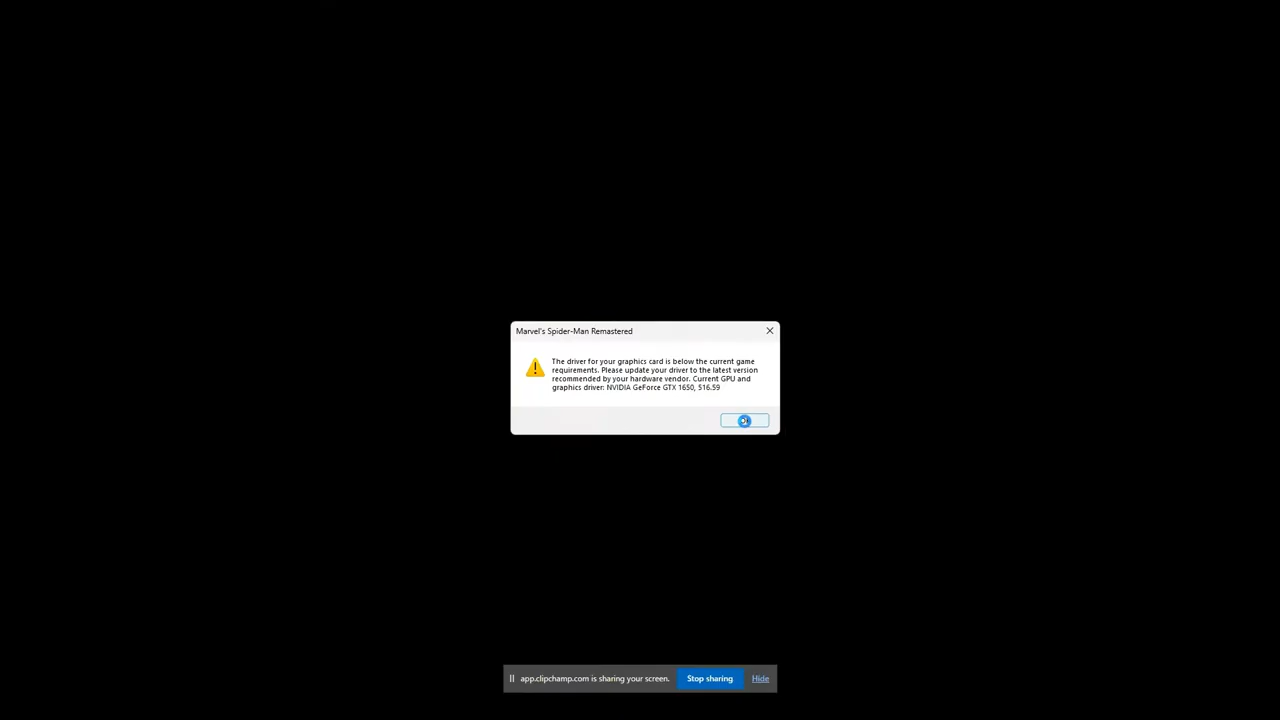 Marvel's Spider-Man Remastered
The driver for your graphics card is below the current game
requirements. Please update your driver to the latest version
recommended by your hardware vendor. Current GPU and
graphics driver: NVIDIA GeForce GTX 1650, 516.59
app.clipchamp.com is sharing your screen.
Stop sharing
Hide